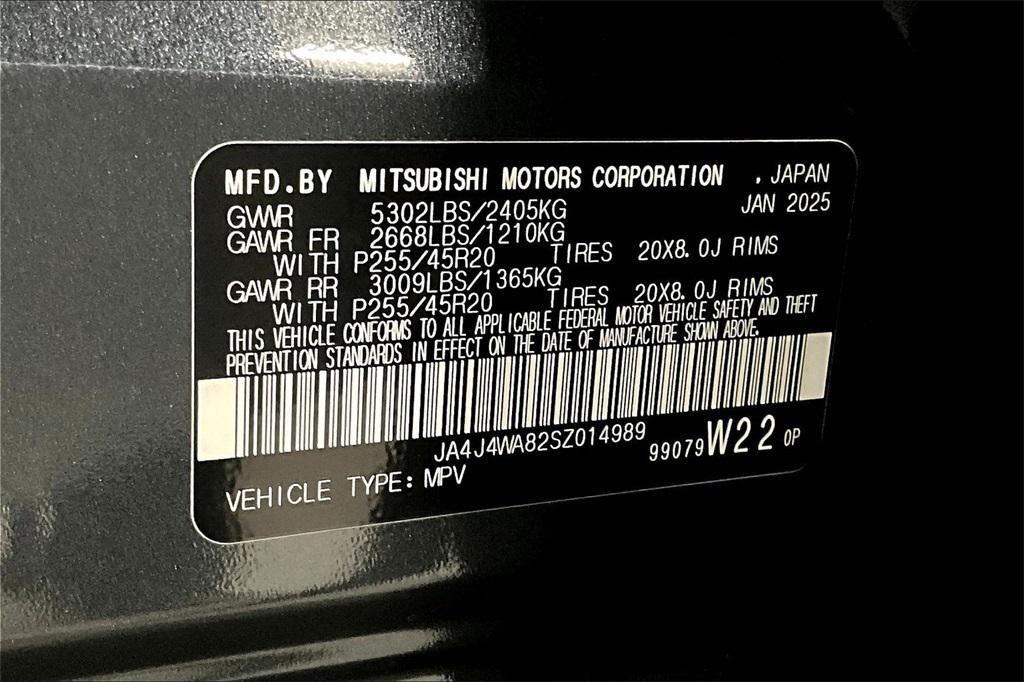 MFD.BY MITSUBISHI MOTORS CORPORATION , JAPAN
JAN 2025
GVWR 5302LBS/2405KG
GAWR FR 2668LBS/1210KG
WITH P255/45R20 TIRES 20X8.0J RIMS
GAWR RR 3009LBS/1365KG
WITH P255/45R20 TIRES 20X8.0J RIMS
THIS VEHICLE CONFORMS TO ALL APPLICABLE FEDERAL MOTOR VEHICLE SAFETY AND THEFT
PREVENTION STANDARDS IN EFFECT ON THE DATE OF MANUFACTURE SHOWN ABOVE.
JA4J4WA82SZ014989
99079 W22 0P
VEHICLE TYPE: MPV